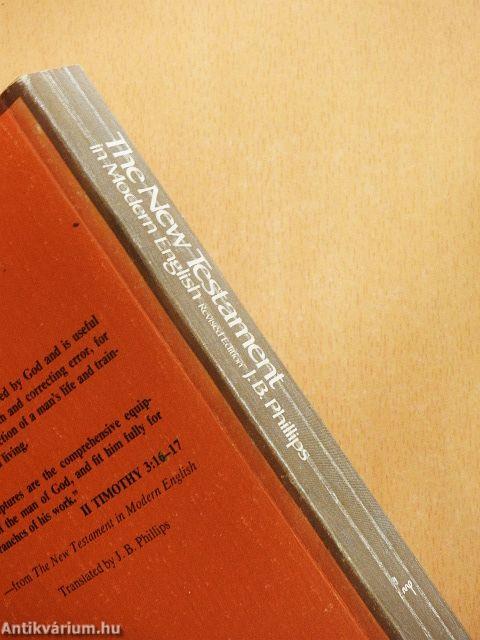 The New Testament
in Modern English
Revised Edition
J. B. Phillips
ed by God and is useful
h and correcting error, for
ction of a man's life and train-
living.
ptures are the comprehensive equip-
f the man of God, and fit him fully for
ranches of his work."
II TIMOTHY 3:16–17
—from The New Testament in Modern English
Translated by J. B. Phillips
Antikvárium.hu